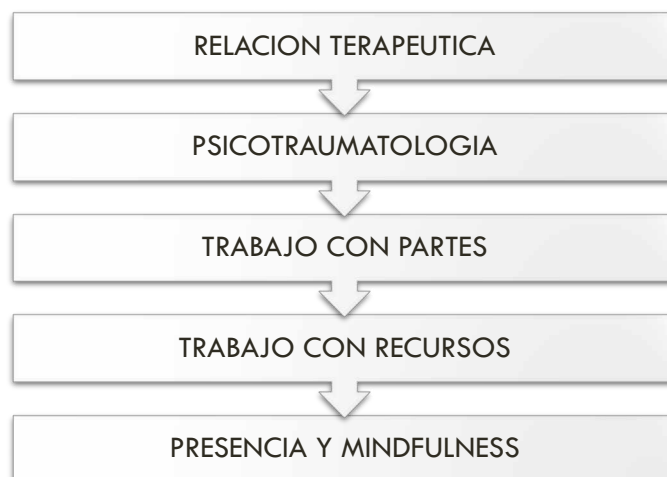 RELACION TERAPEUTICA
PSICOTRAUMATOLOGIA
TRABAJO CON PARTES
TRABAJO CON RECURSOS
PRESENCIA Y MINDFULNESS